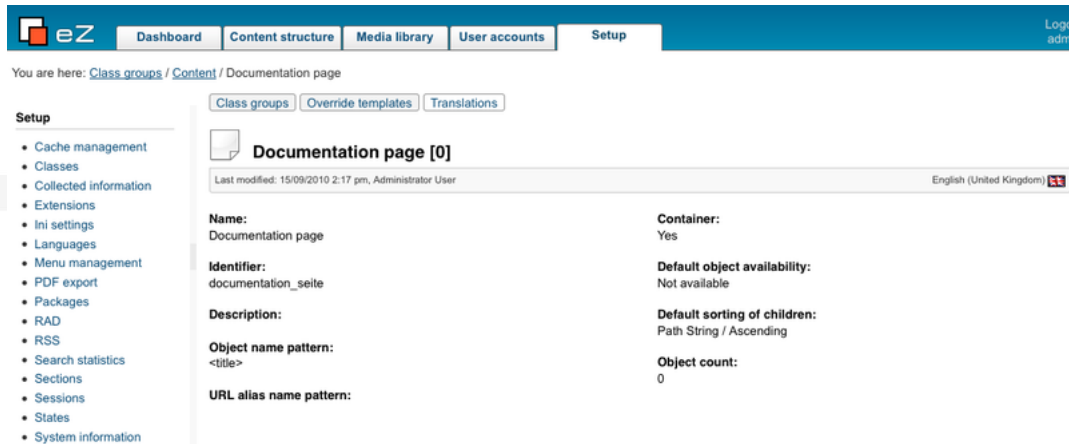 eZ
Dashboard
Content structure
Media library
User accounts
Setup
You are here: Class groups / Content / Documentation page
Setup
• Cache management
• Classes
• Collected information
• Extensions
• Ini settings
• Languages
• Menu management
• PDF export
• Packages
• RAD
• RSS
• Search statistics
• Sections
• Sessions
• States
• System information
Class groups
Override templates
Translations
Documentation page [0]
Last modified: 15/09/2010 2:17 pm, Administrator User
English (United Kingdom)
Name:
Documentation page
Identifier:
documentation_seite
Description:
Object name pattern:
<title>
URL alias name pattern:
Container:
Yes
Default object availability:
Not available
Default sorting of children:
Path String / Ascending
Object count:
0